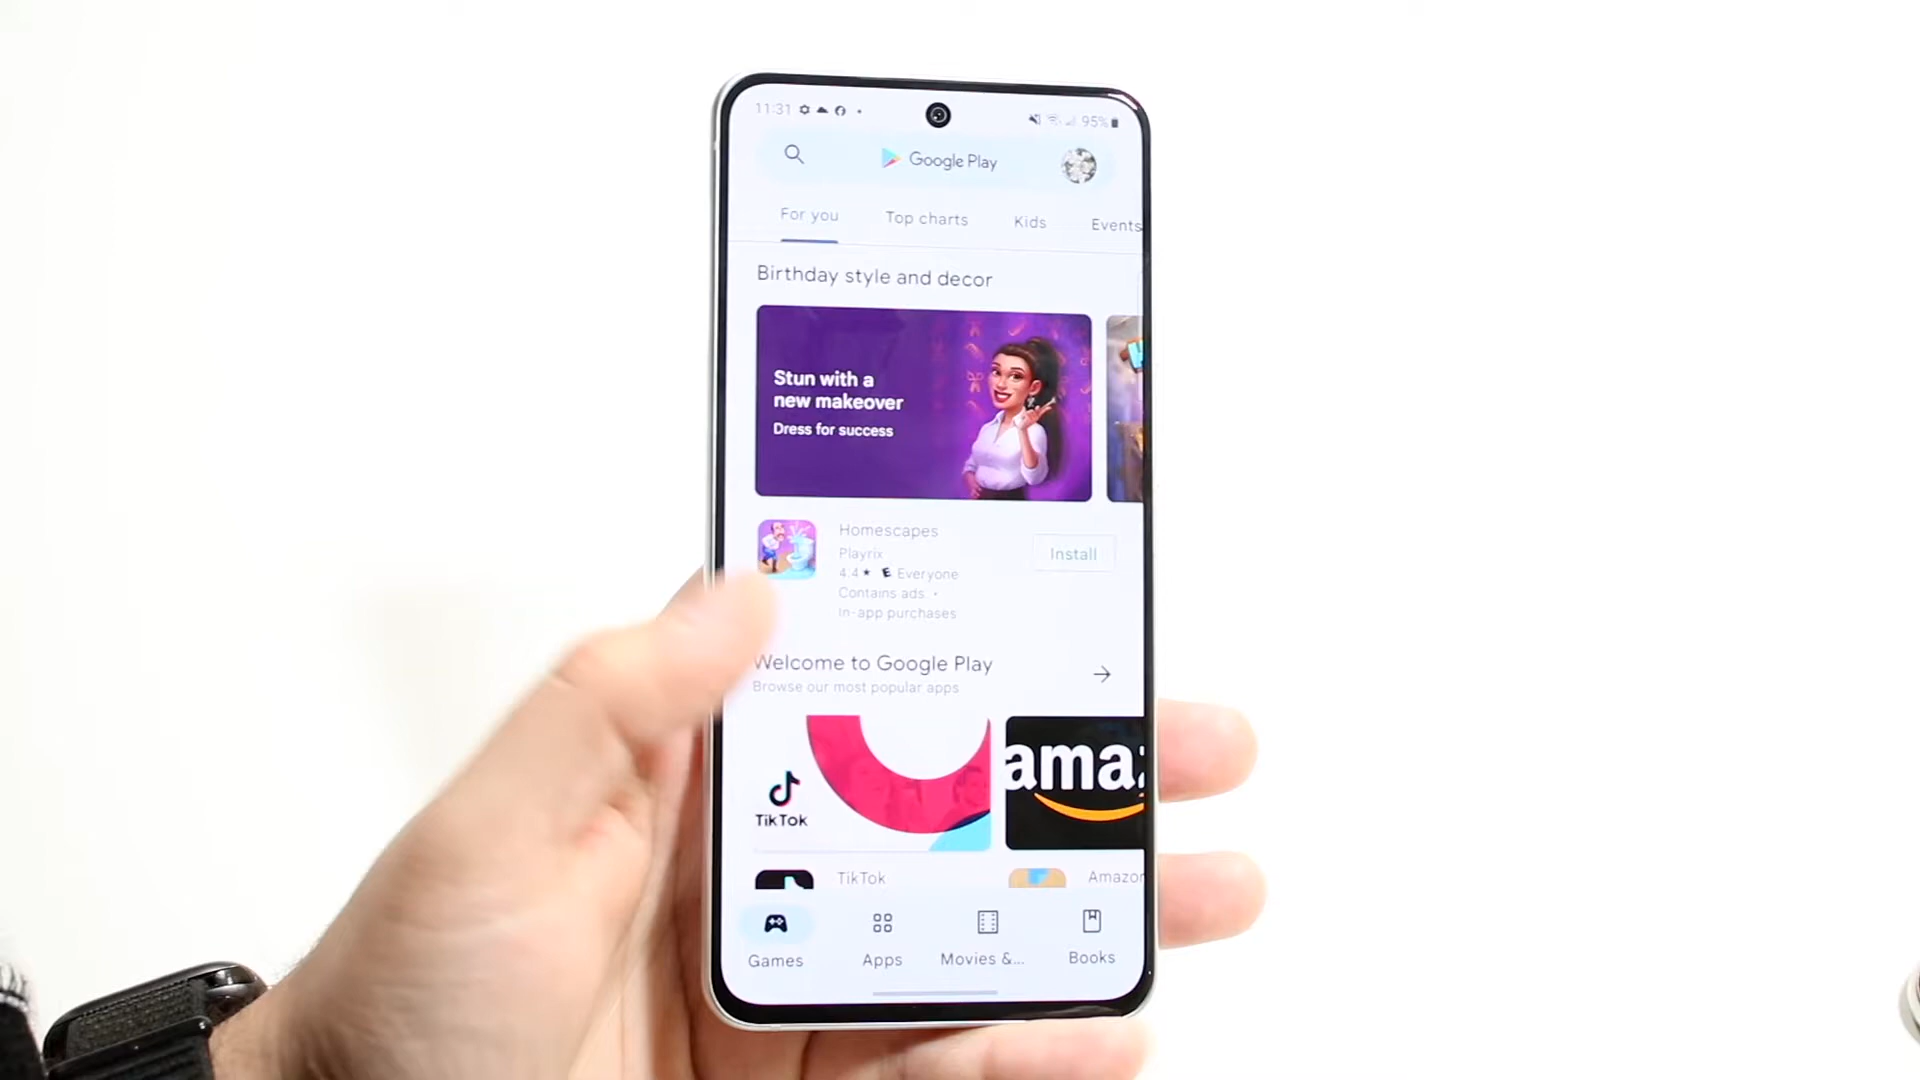 11:31
95%
Google Play
For you Top charts Kids Events
Birthday style and decor
Stun with a
new makeover
Dress for success
Homescapes
Playrix
4.4★ E Everyone
Contains ads •
In-app purchases
Install
Welcome to Google Play
Browse our most popular apps
TikTok
ama
TikTok
Amazon
Games Apps Movies &... Books